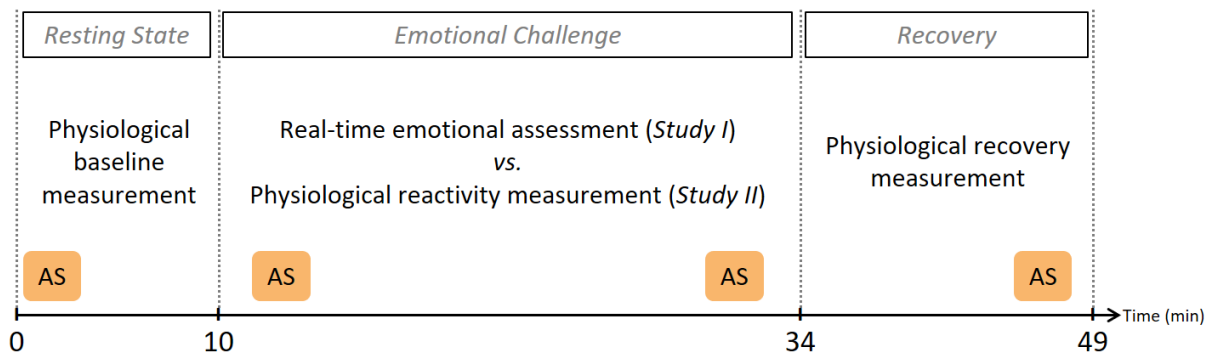 Resting State
Emotional Challenge
Recovery
Physiological
baseline
measurement
Real-time emotional assessment (Study I)
vs.
Physiological reactivity measurement (Study II)
Physiological recovery
measurement
AS
AS
AS
AS
Time (min)
0
10
34
49